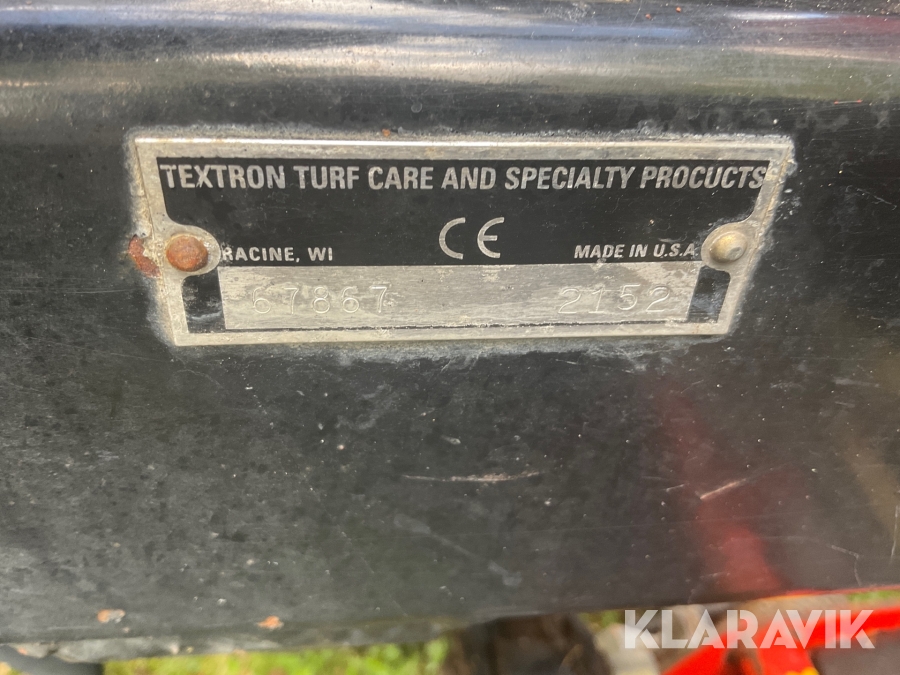 TEXTRON TURF CARE AND SPECIALTY PROCUCTS
CE
RACINE, WI MADE IN U.S.A.
67867 2152
KLARAVIK